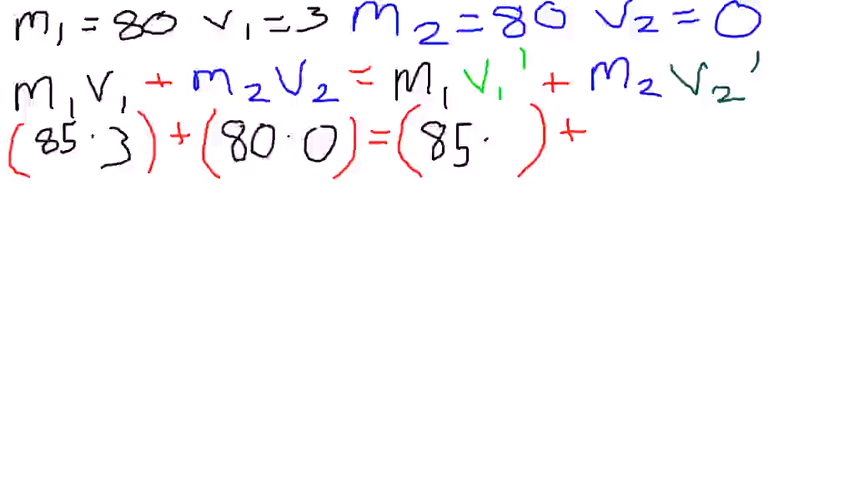 m₁ = 80 v₁ = 3 m₂ = 80 v₂ = 0
m₁v₁ + m₂v₂ = m₁v₁' + m₂v₂'
(85·3) + (80·0) = (85· ) +